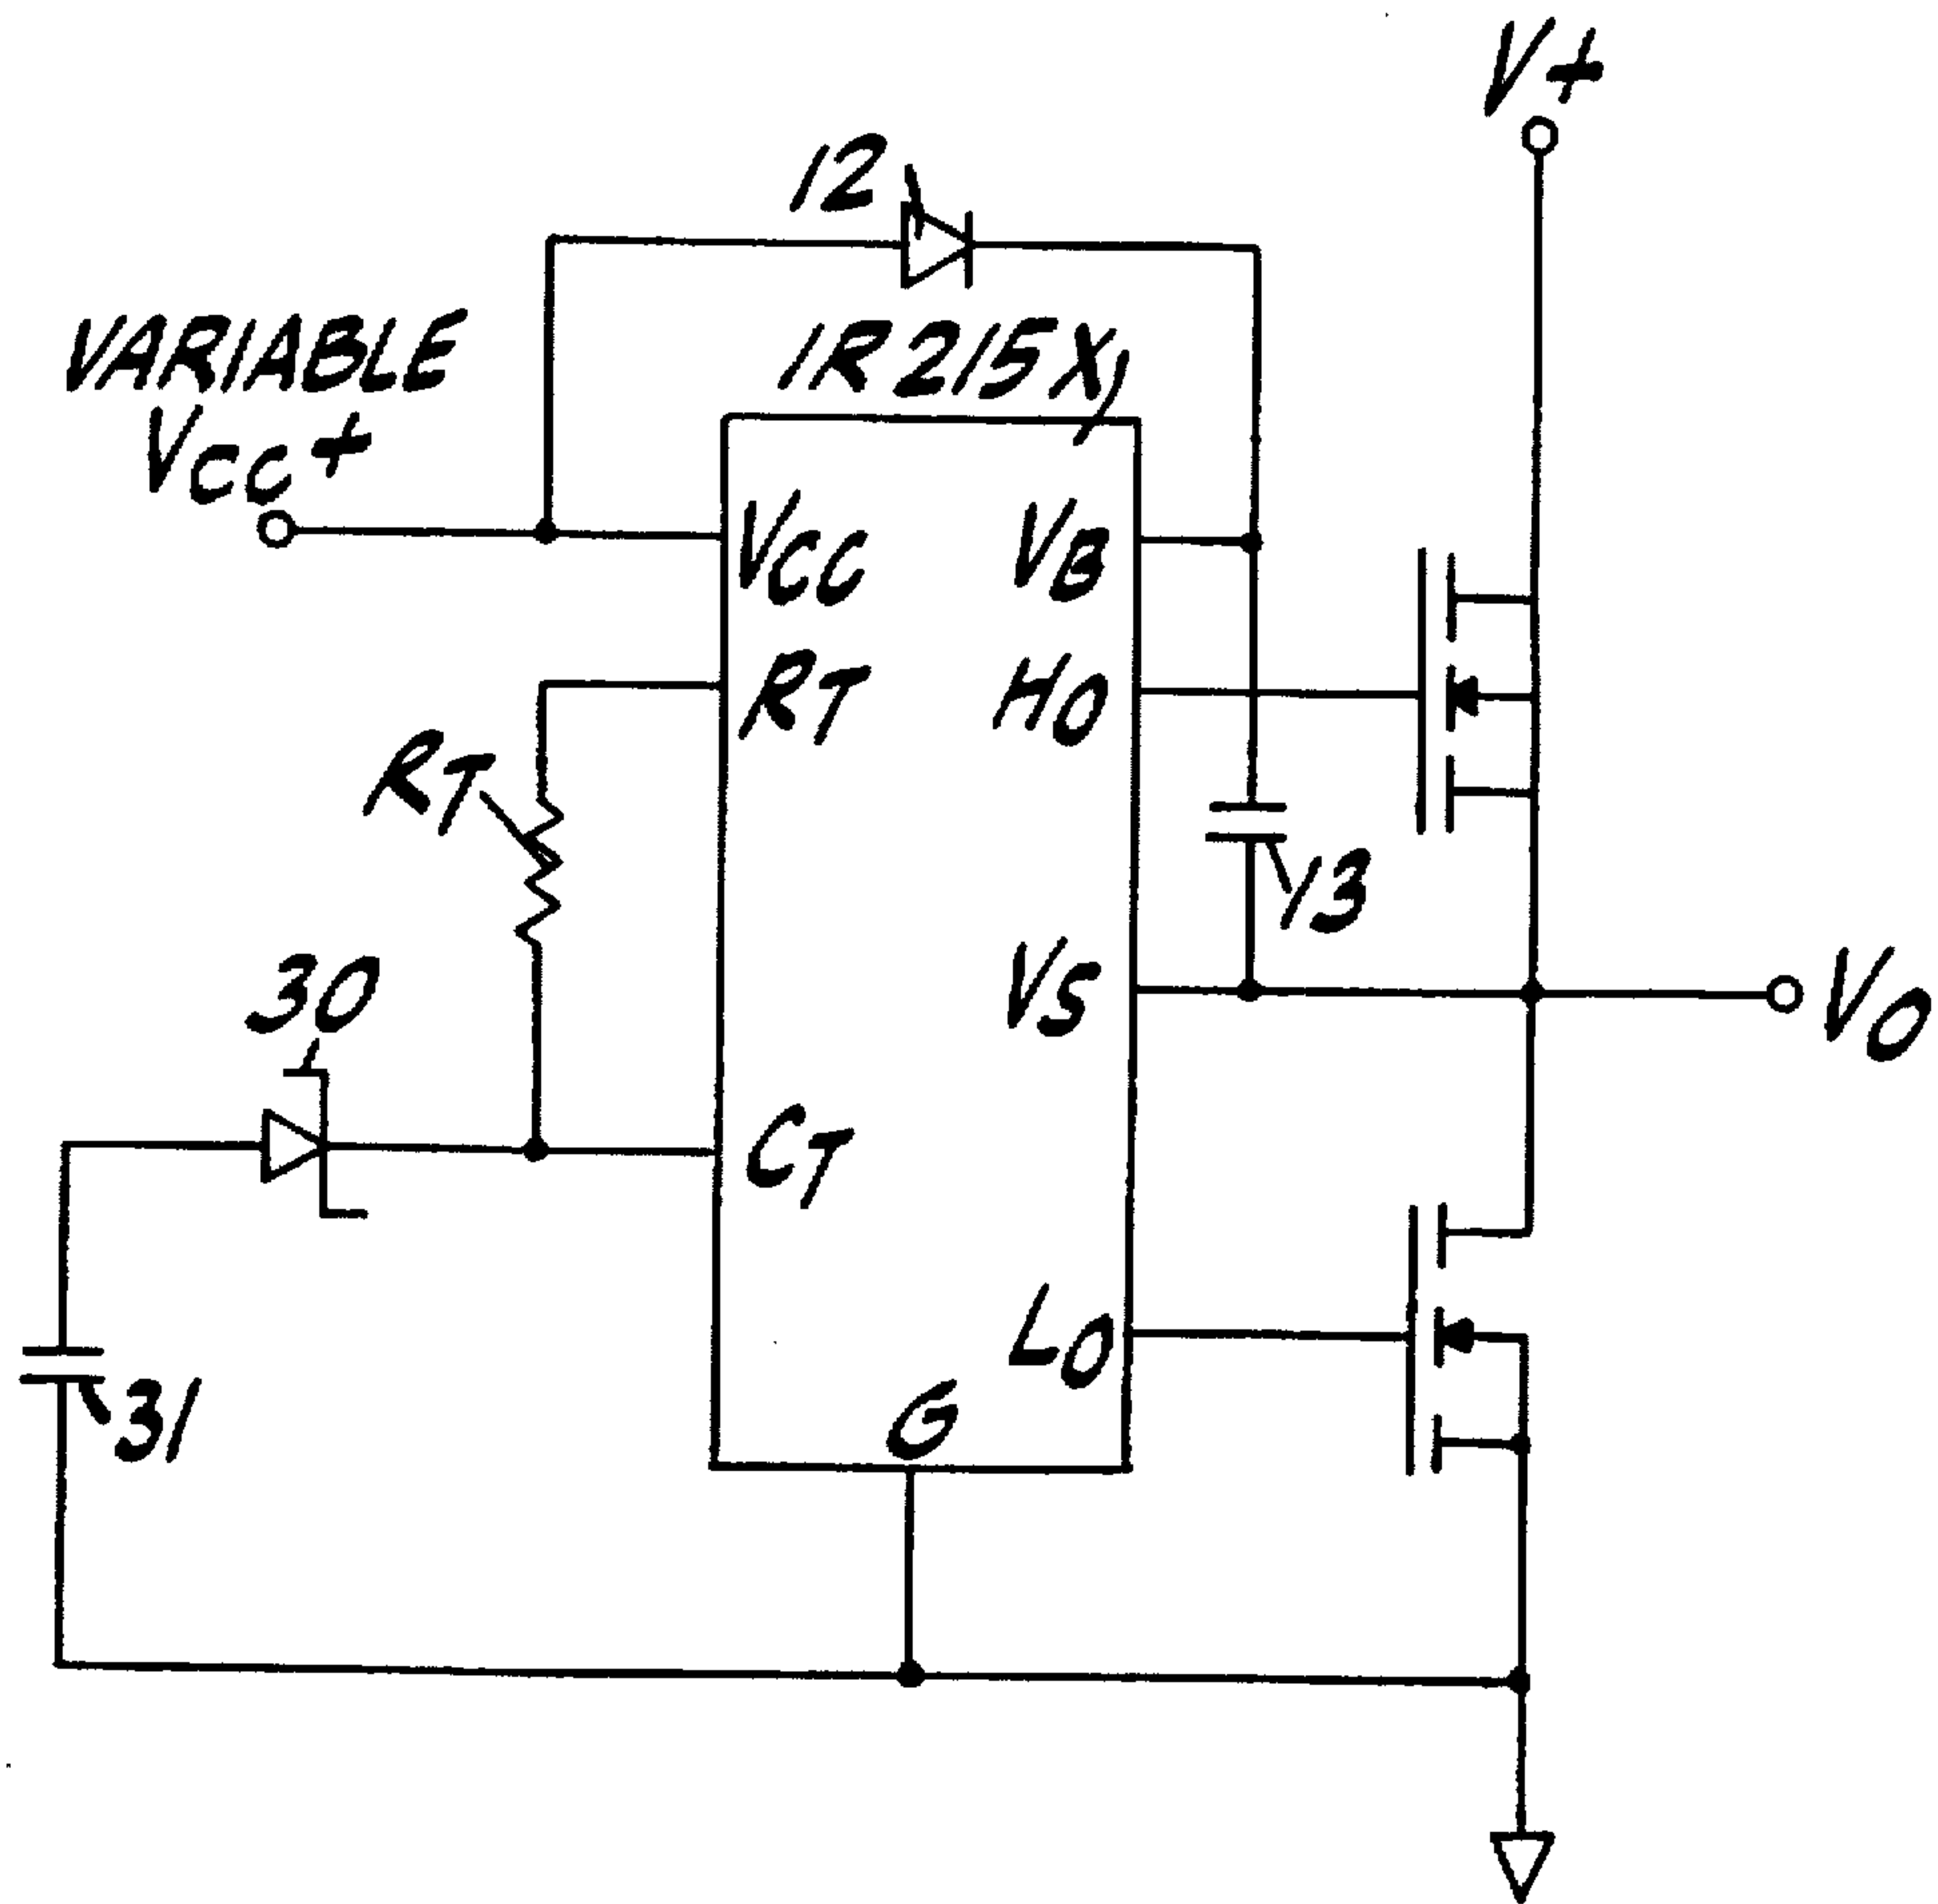 V+
12
VARIABLE
VCC+
IR215X
VCC
VB
RT
HO
RT
13
VS
VO
30
CT
LO
31
G